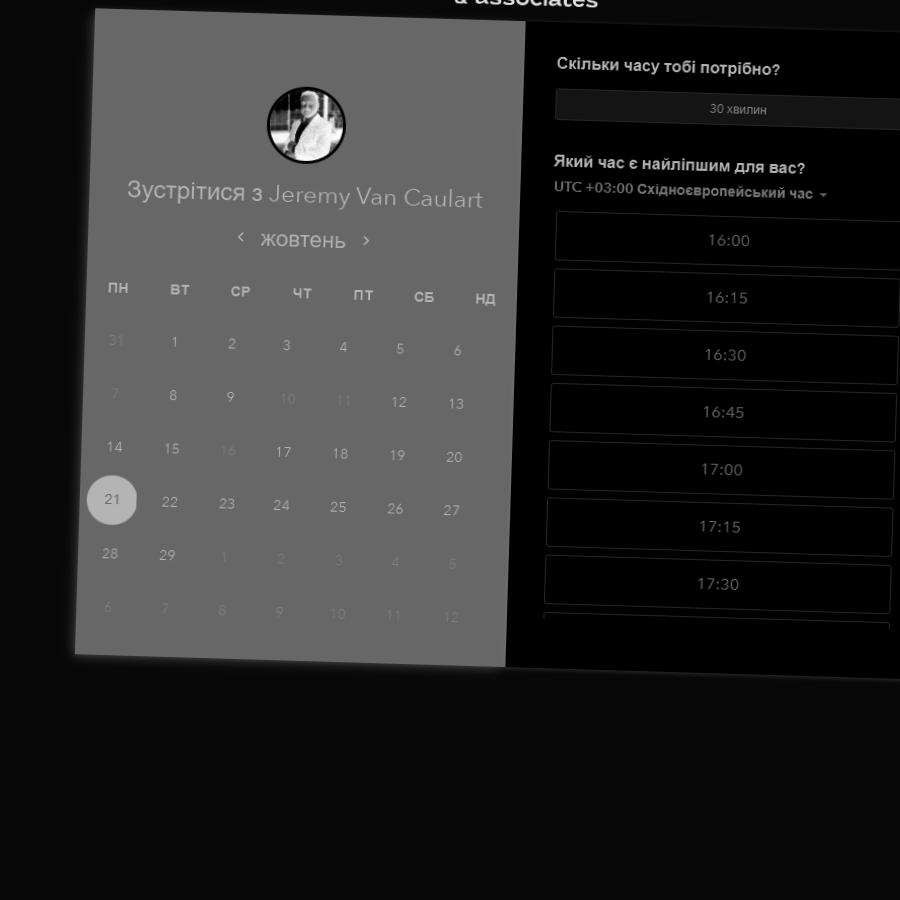 & associates
Зустрітися з Jeremy Van Caulart
жовтень
ПН ВТ СР ЧТ ПТ СБ НД
31 1 2 3 4 5 6
7 8 9 10 11 12 13
14 15 16 17 18 19 20
21 22 23 24 25 26 27
28 29 1 2 3 4 5
6 7 8 9 10 11 12
Скільки часу тобі потрібно?
30 хвилин
Який час є найліпшим для вас?
UTC +03:00 Східноєвропейський час
16:00
16:15
16:30
16:45
17:00
17:15
17:30